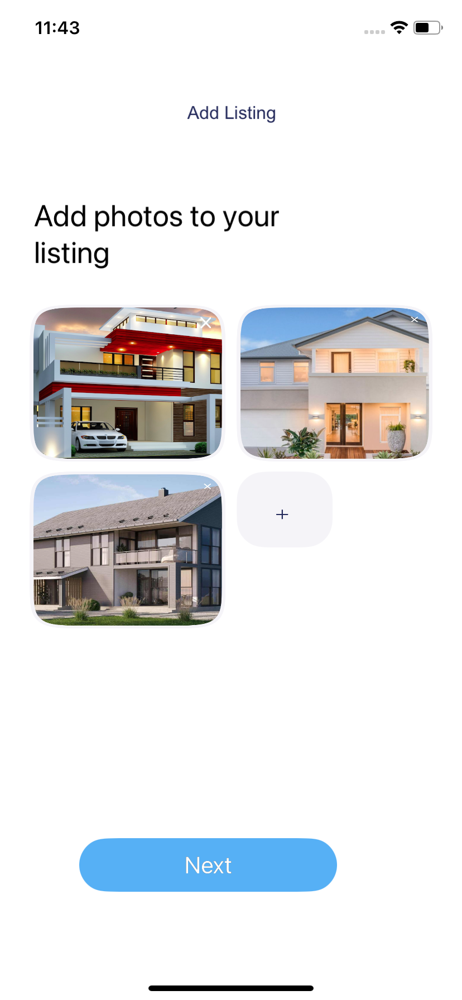 11:43
Add Listing
Add photos to your
listing
Next